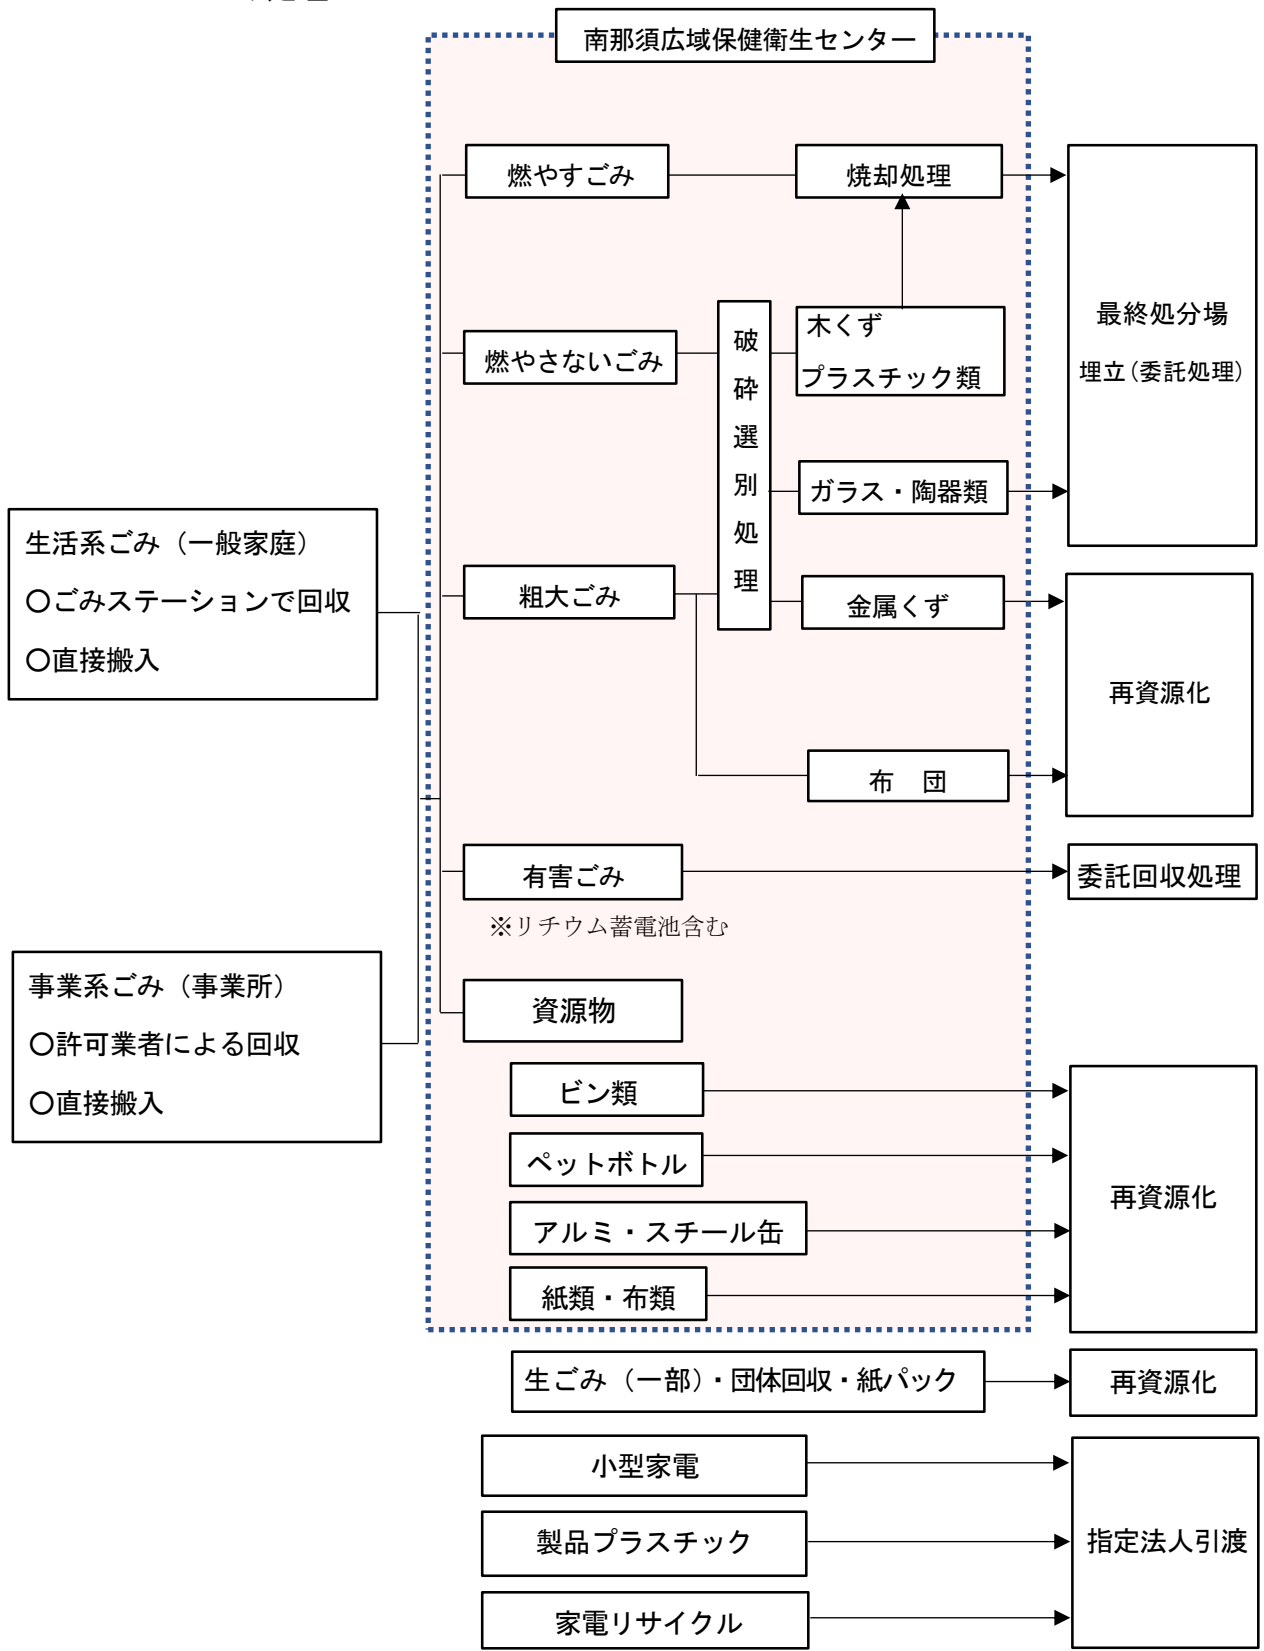 南那須広域保健衛生センター
燃やすごみ
焼却処理
燃やさないごみ
破砕選別処理
木くず
プラスチック類
最終処分場
埋立(委託処理)
ガラス・陶器類
生活系ごみ（一般家庭）
〇ごみステーションで回収
〇直接搬入
粗大ごみ
金属くず
再資源化
布　団
有害ごみ
委託回収処理
※リチウム蓄電池含む
事業系ごみ（事業所）
〇許可業者による回収
〇直接搬入
資源物
ビン類
ペットボトル
アルミ・スチール缶
紙類・布類
再資源化
生ごみ（一部）・団体回収・紙パック
再資源化
小型家電
製品プラスチック
家電リサイクル
指定法人引渡